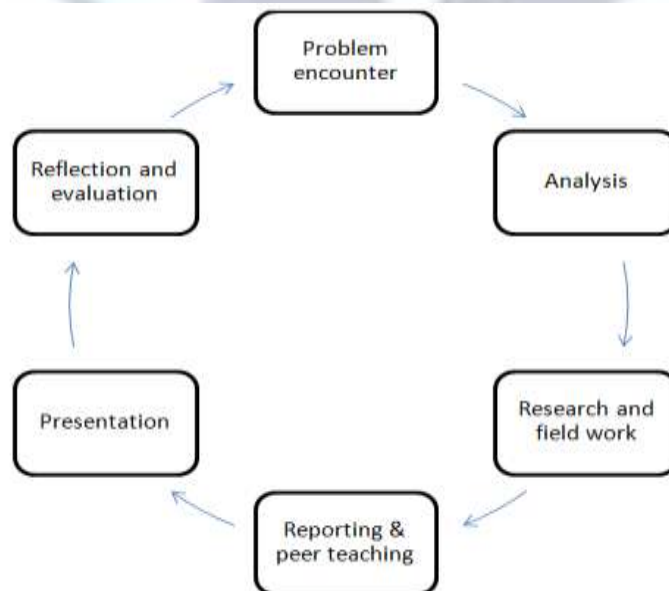 Problem
encounter
Analysis
Research and
field work
Reporting &
peer teaching
Presentation
Reflection and
evaluation